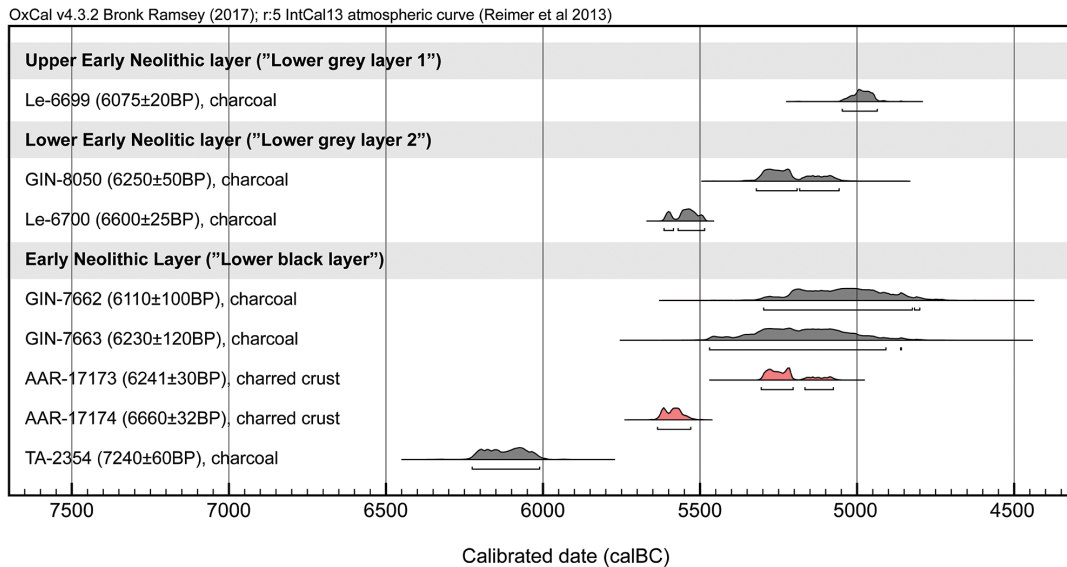 OxCal v4.3.2 Bronk Ramsey (2017); r:5 IntCal13 atmospheric curve (Reimer et al 2013)
Upper Early Neolithic layer (”Lower grey layer 1”)
Le-6699 (6075±20BP), charcoal
Lower Early Neolitic layer (”Lower grey layer 2”)
GIN-8050 (6250±50BP), charcoal
Le-6700 (6600±25BP), charcoal
Early Neolithic Layer (”Lower black layer”)
GIN-7662 (6110±100BP), charcoal
GIN-7663 (6230±120BP), charcoal
AAR-17173 (6241±30BP), charred crust
AAR-17174 (6660±32BP), charred crust
TA-2354 (7240±60BP), charcoal
7500 7000 6500 6000 5500 5000 4500
Calibrated date (calBC)